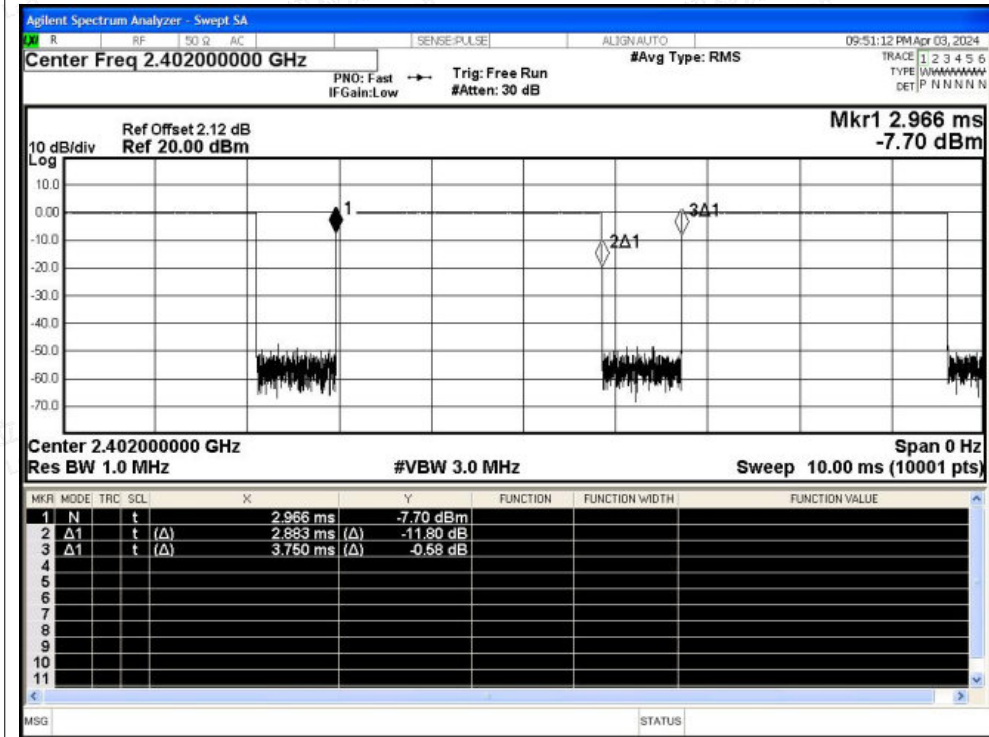 Agilent Spectrum Analyzer - Swept SA
LXI R RF 50 Ω AC SENSE:PULSE ALIGNAUTO 09:51:12 PM Apr 03, 2024
Center Freq 2.402000000 GHz #Avg Type: RMS TRACE 1 2 3 4 5 6
PNO: Fast Trig: Free Run TYPE WWWWWW
IFGain:Low #Atten: 30 dB DET P N N N N N
Mkr1 2.966 ms
Ref Offset 2.12 dB
10 dB/div Ref 20.00 dBm -7.70 dBm
Log
10.0
0.00 1 3Δ1
-10.0 2Δ1
-20.0
-30.0
-40.0
-50.0
-60.0
-70.0
Center 2.402000000 GHz Span 0 Hz
Res BW 1.0 MHz #VBW 3.0 MHz Sweep 10.00 ms (10001 pts)
MKR MODE TRC SCL X Y FUNCTION FUNCTION WIDTH FUNCTION VALUE
1 N t 2.966 ms -7.70 dBm
2 Δ1 t (Δ) 2.883 ms (Δ) -11.80 dB
3 Δ1 t (Δ) 3.750 ms (Δ) -0.58 dB
4
5
6
7
8
9
10
11
MSG STATUS